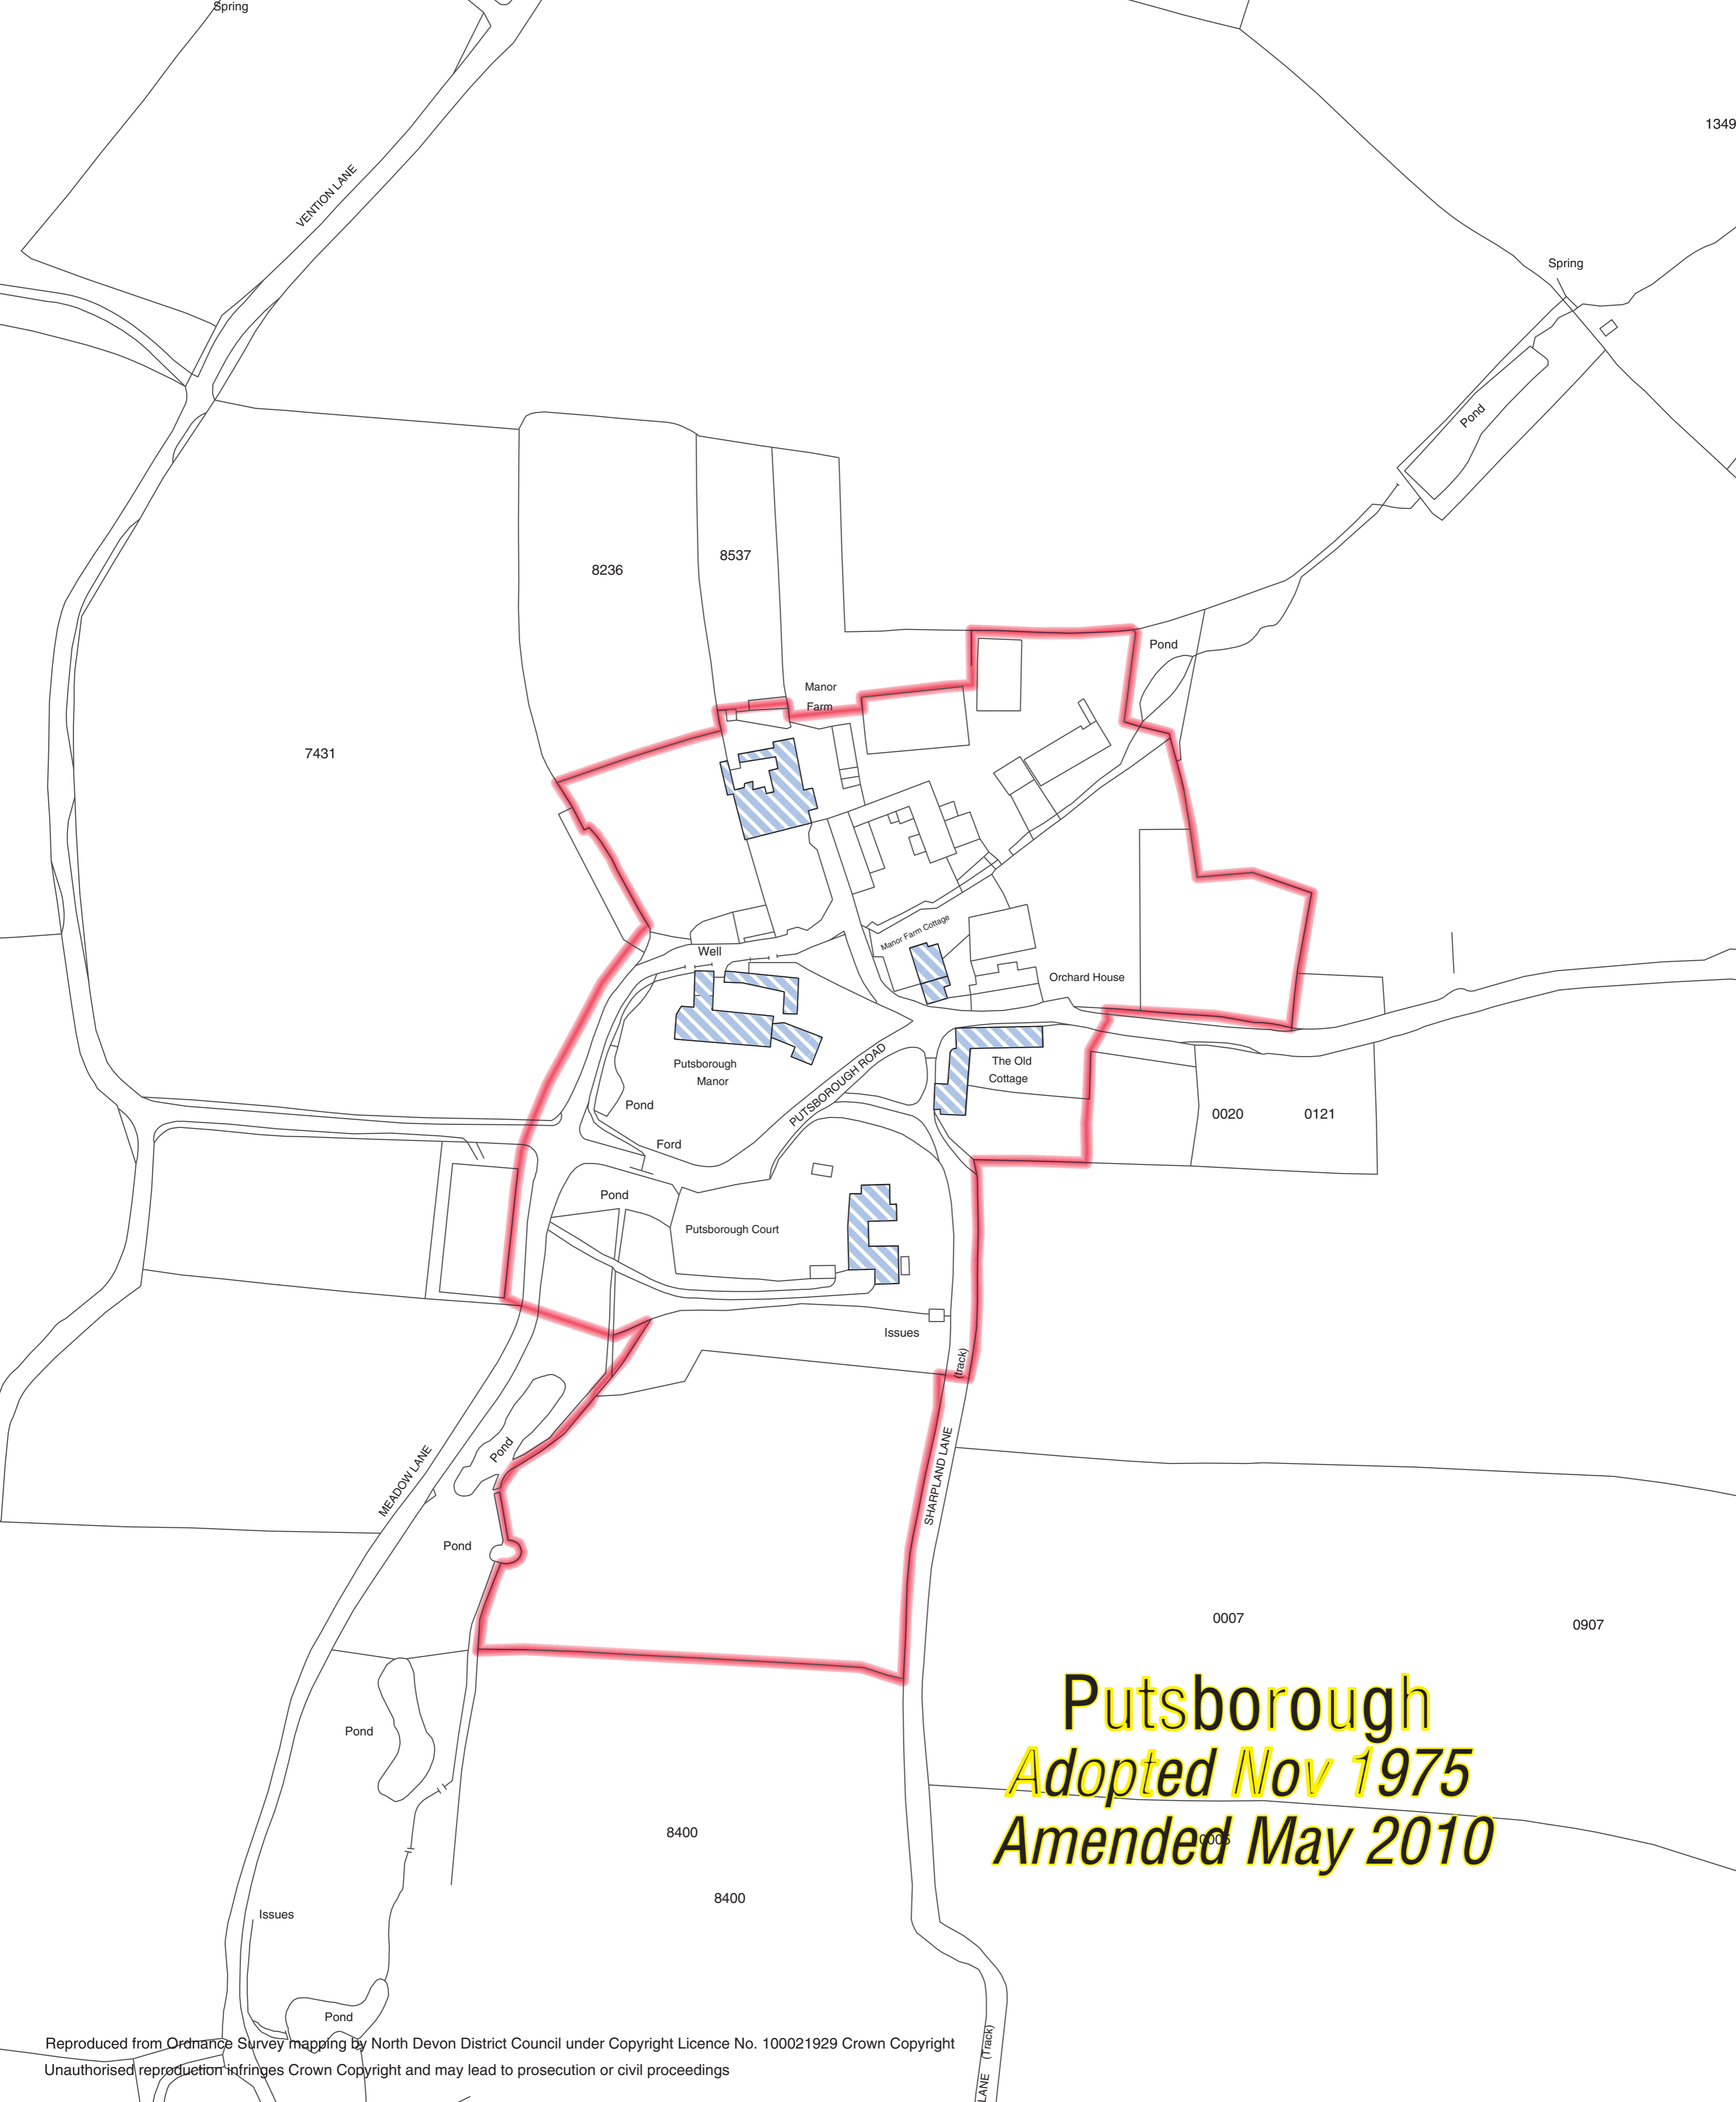 Spring
1349
VENTION LANE
Spring
Pond
8537
8236
Pond
Manor
Farm
7431
Manor Farm Cottage
Well
Orchard House
PUTSBOROUGH ROAD
Putsborough
Manor
The Old
Cottage
Pond
0020
0121
Ford
Pond
Putsborough Court
Issues
(track)
Pond
MEADOW LANE
SHARPLAND LANE
Pond
0007
0907
Putsborough
Adopted Nov 1975
Amended May 2010
Pond
8400
8400
Issues
Pond
Reproduced from Ordnance Survey mapping by North Devon District Council under Copyright Licence No. 100021929 Crown Copyright
Unauthorised reproduction infringes Crown Copyright and may lead to prosecution or civil proceedings
LANE (Track)